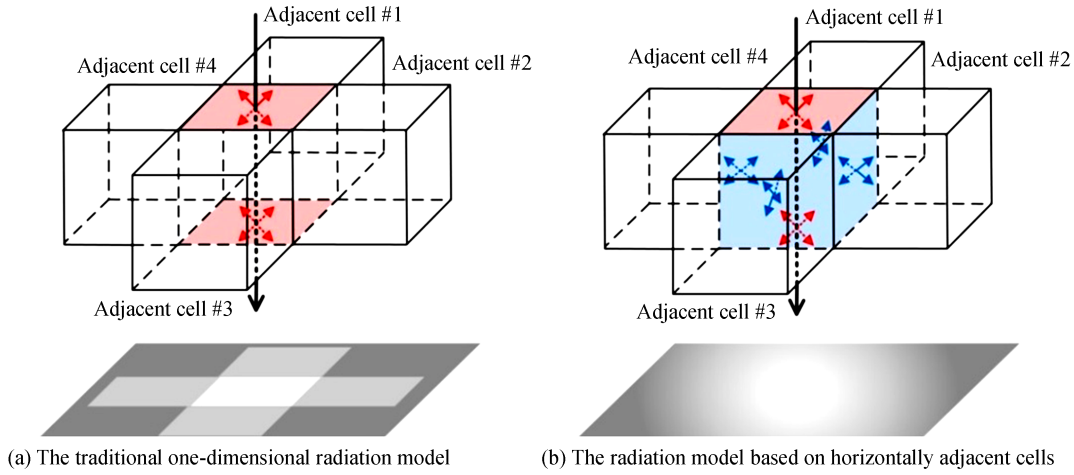 Adjacent cell #1
Adjacent cell #4
Adjacent cell #2
Adjacent cell #3
(a) The traditional one-dimensional radiation model
Adjacent cell #1
Adjacent cell #4
Adjacent cell #2
Adjacent cell #3
(b) The radiation model based on horizontally adjacent cells